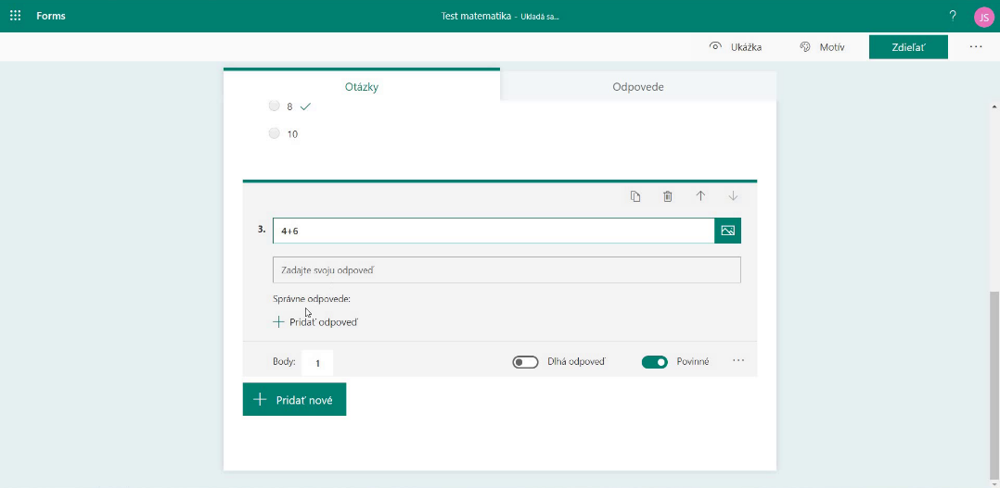 Forms
Test matematika - Ukladá sa...
?
JS
Ukážka
Motív
Zdieľať
...
Otázky
Odpovede
8
10
3.
4+6
Zadajte svoju odpoveď
Správne odpovede:
Pridať odpoveď
Body:
1
Dlhá odpoveď
Povinné
...
Pridať nové